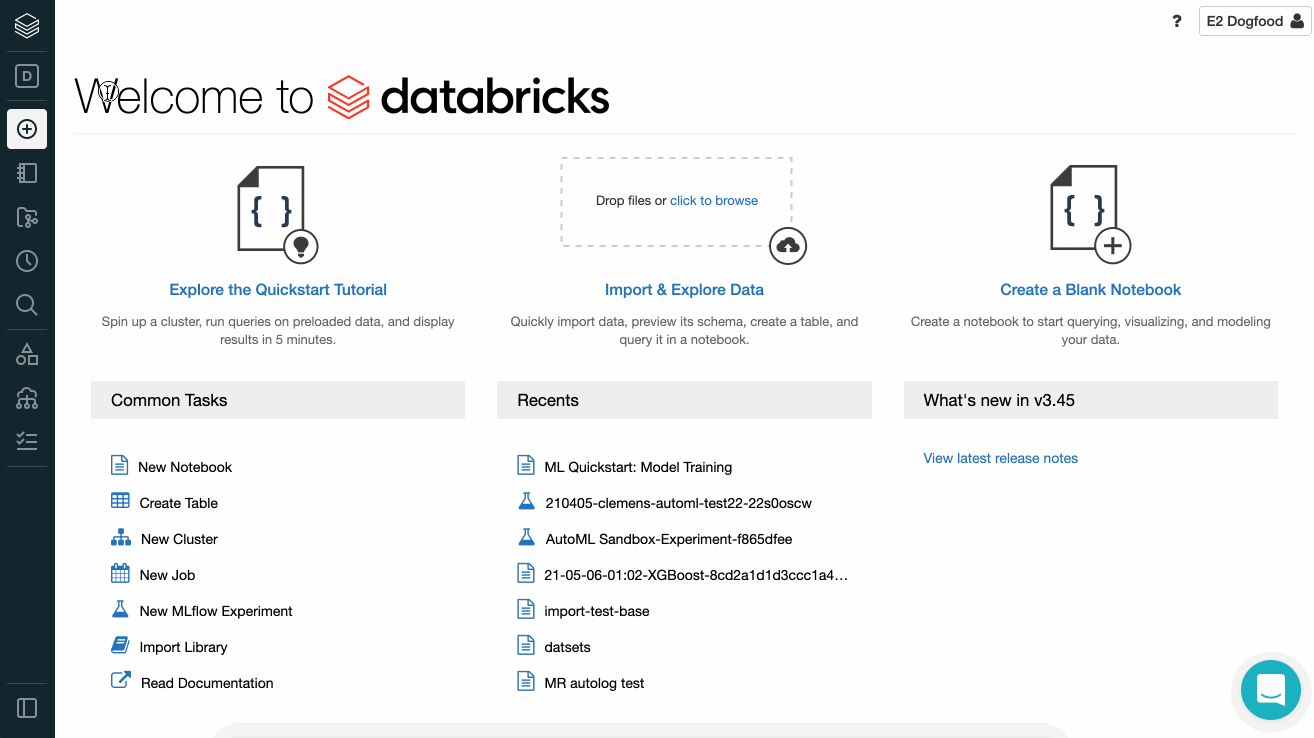 ? E2 Dogfood
D
Welcome to databricks
{ }
Drop files or click to browse
{ }
Explore the Quickstart Tutorial
Spin up a cluster, run queries on preloaded data, and display
results in 5 minutes.
Import & Explore Data
Quickly import data, preview its schema, create a table, and
query it in a notebook.
Create a Blank Notebook
Create a notebook to start querying, visualizing, and modeling
your data.
Common Tasks
New Notebook
Create Table
New Cluster
New Job
New MLflow Experiment
Import Library
Read Documentation
Recents
ML Quickstart: Model Training
210405-clemens-automl-test22-22s0oscw
AutoML Sandbox-Experiment-f865dfee
21-05-06-01:02-XGBoost-8cd2a1d1d3ccc1a4...
import-test-base
datsets
MR autolog test
What's new in v3.45
View latest release notes